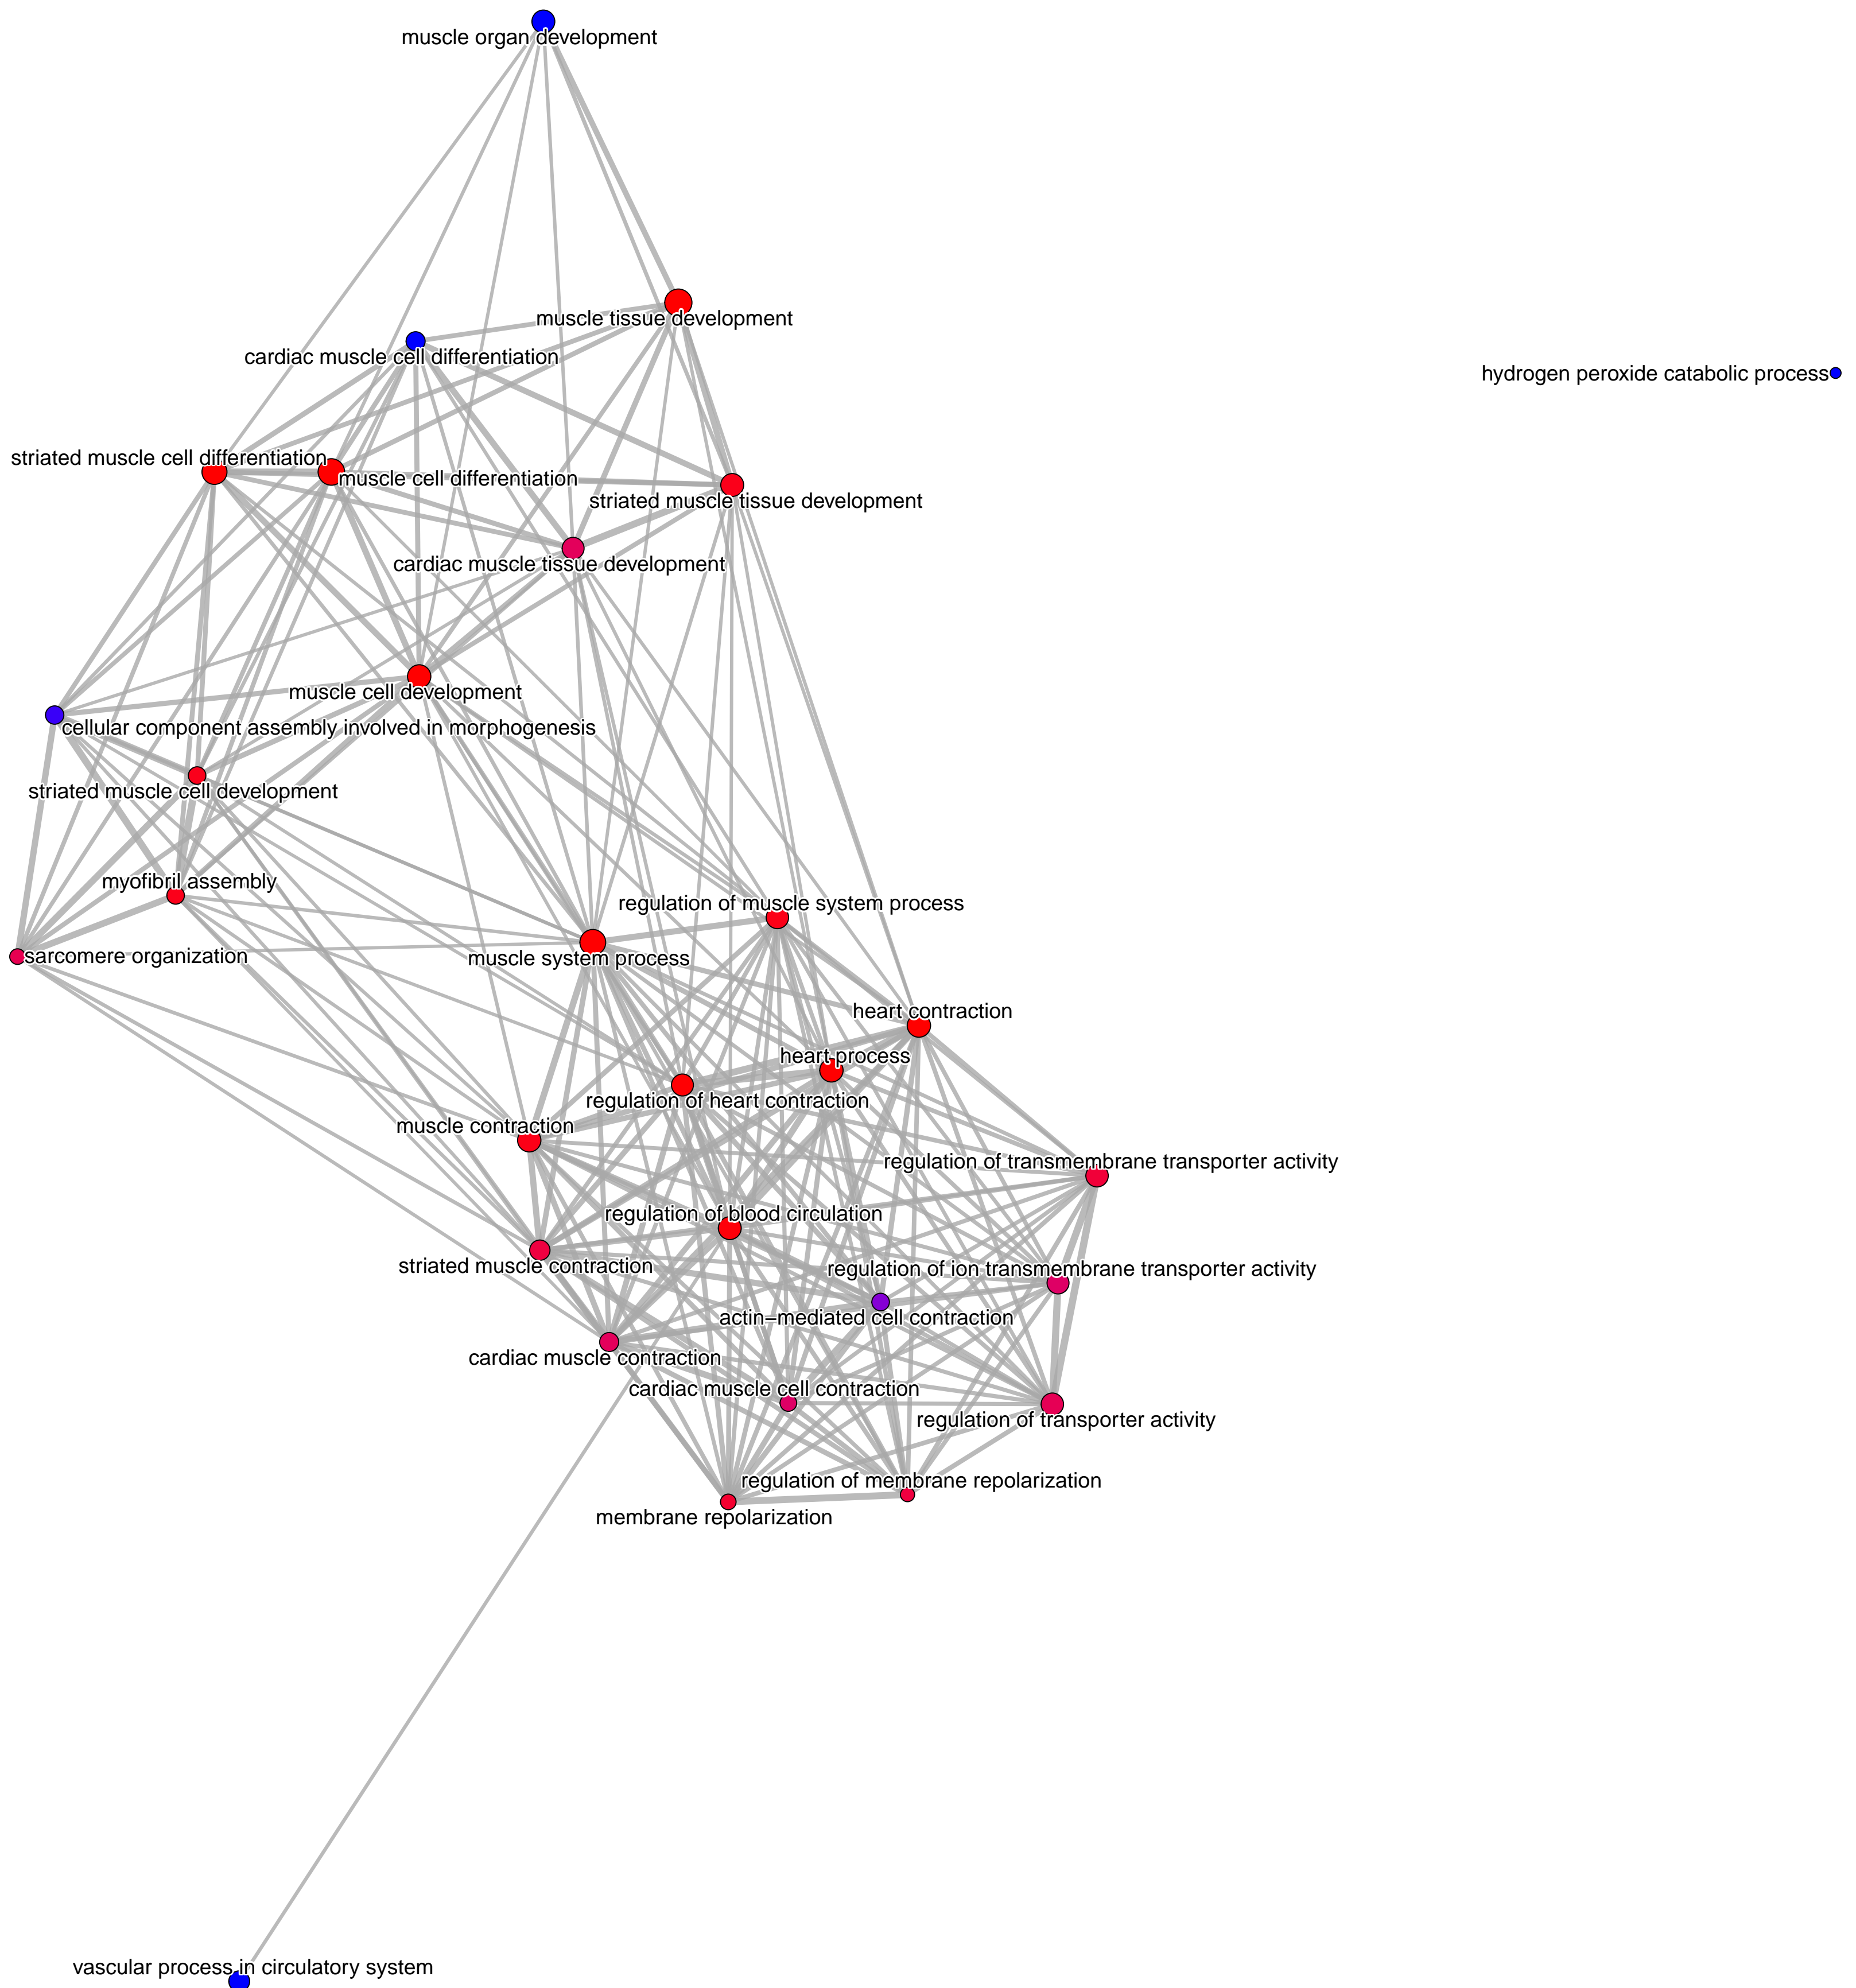 muscle organ development
muscle tissue development
cardiac muscle cell differentiation
hydrogen peroxide catabolic process
striated muscle cell differentiation
muscle cell differentiation
striated muscle tissue development
cardiac muscle tissue development
muscle cell development
cellular component assembly involved in morphogenesis
striated muscle cell development
myofibril assembly
regulation of muscle system process
sarcomere organization
muscle system process
heart contraction
heart process
regulation of heart contraction
muscle contraction
regulation of transmembrane transporter activity
regulation of blood circulation
striated muscle contraction
regulation of ion transmembrane transporter activity
actin−mediated cell contraction
cardiac muscle contraction
cardiac muscle cell contraction
regulation of transporter activity
regulation of membrane repolarization
membrane repolarization
vascular process in circulatory system